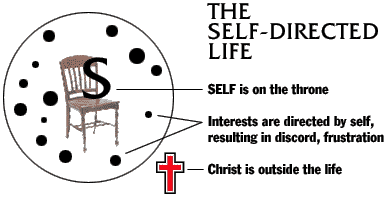 THE
SELF-DIRECTED
LIFE
S
SELF is on the throne
Interests are directed by self,
resulting in discord, frustration
Christ is outside the life